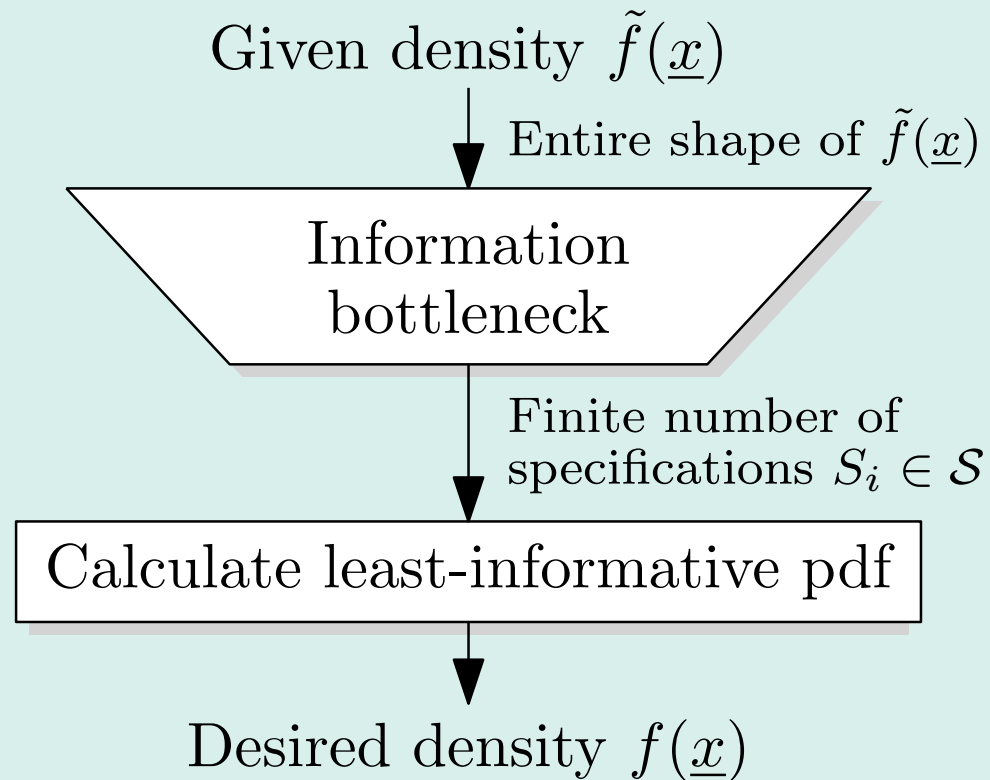 Given density f̃(x̲)
Entire shape of f̃(x̲)
Information
bottleneck
Finite number of
specifications Sᵢ ∈ 𝒮
Calculate least-informative pdf
Desired density f(x̲)